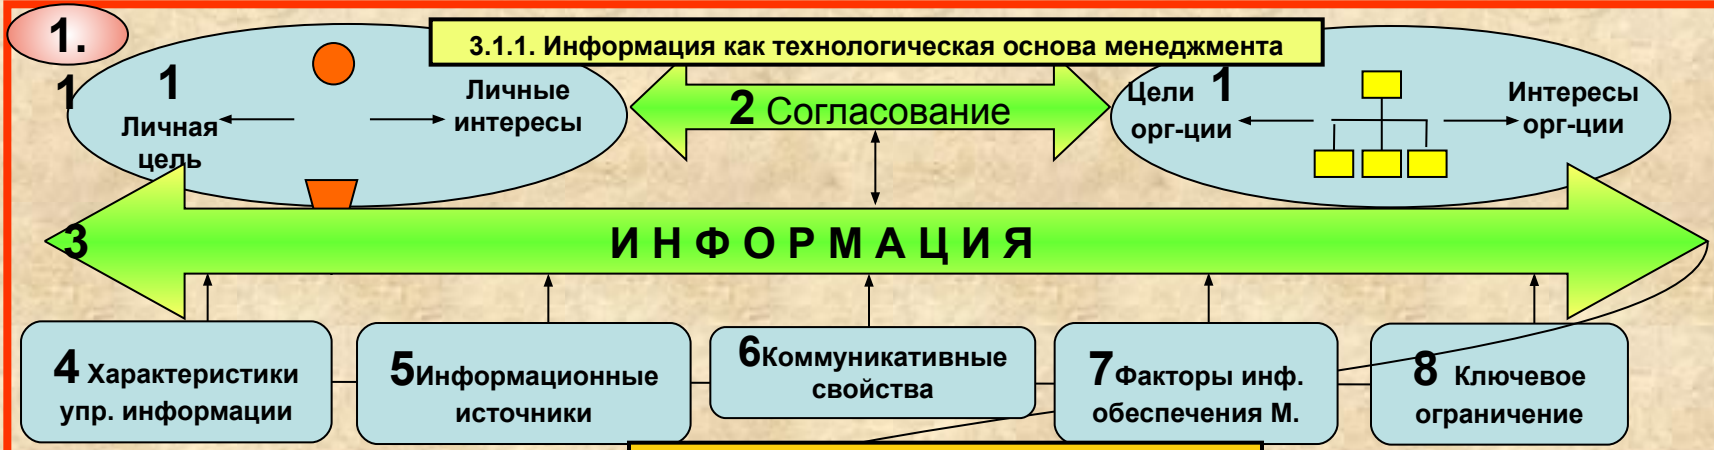 1.
1
3.1.1. Информация как технологическая основа менеджмента
1
Личная
цель
Личные
интересы
2 Согласование
Цели 1
орг-ции
Интересы
орг-ции
3
И Н Ф О Р М А Ц И Я
4 Характеристики
упр. информации
5Информационные
источники
6Коммуникативные
свойства
7Факторы инф.
обеспечения М.
8 Ключевое
ограничение